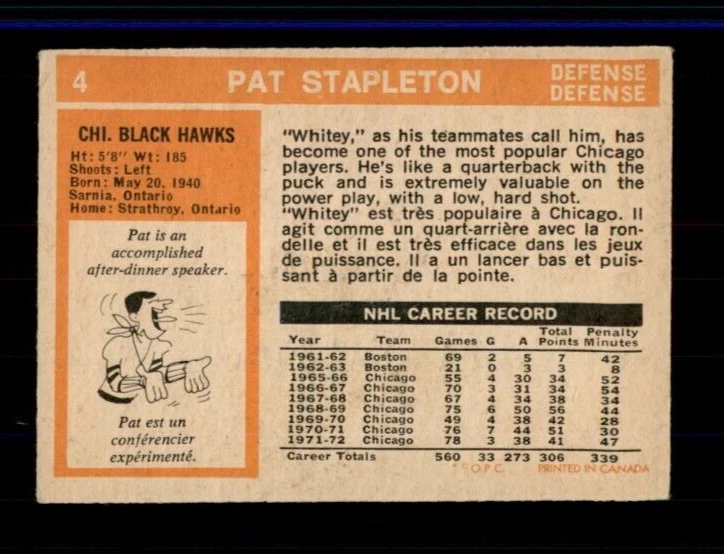 4 PAT STAPLETON DEFENSE
DEFENSE
CHI. BLACK HAWKS
Ht: 5'8" Wt: 185
Shoots: Left
Born: May 20, 1940
Sarnia, Ontario
Home: Strathroy, Ontario
Pat is an
accomplished
after-dinner speaker.
Pat est un
conférencier
expérimenté.
"Whitey," as his teammates call him, has
become one of the most popular Chicago
players. He's like a quarterback with the
puck and is extremely valuable on the
power play, with a low, hard shot.
"Whitey" est très populaire à Chicago. Il
agit comme un quart-arrière avec la ron-
delle et il est très efficace dans les jeux
de puissance. Il a un lancer bas et puis-
sant à partir de la pointe.
NHL CAREER RECORD
Total Penalty
Year Team Games G A Points Minutes
1961-62 Boston 69 2 5 7 42
1962-63 Boston 21 0 3 3 8
1965-66 Chicago 55 4 30 34 52
1966-67 Chicago 70 3 31 34 54
1967-68 Chicago 67 4 34 38 34
1968-69 Chicago 75 6 50 56 44
1969-70 Chicago 49 4 38 42 28
1970-71 Chicago 76 7 44 51 30
1971-72 Chicago 78 3 38 41 47
Career Totals 560 33 273 306 339
O.P.C. PRINTED IN CANADA